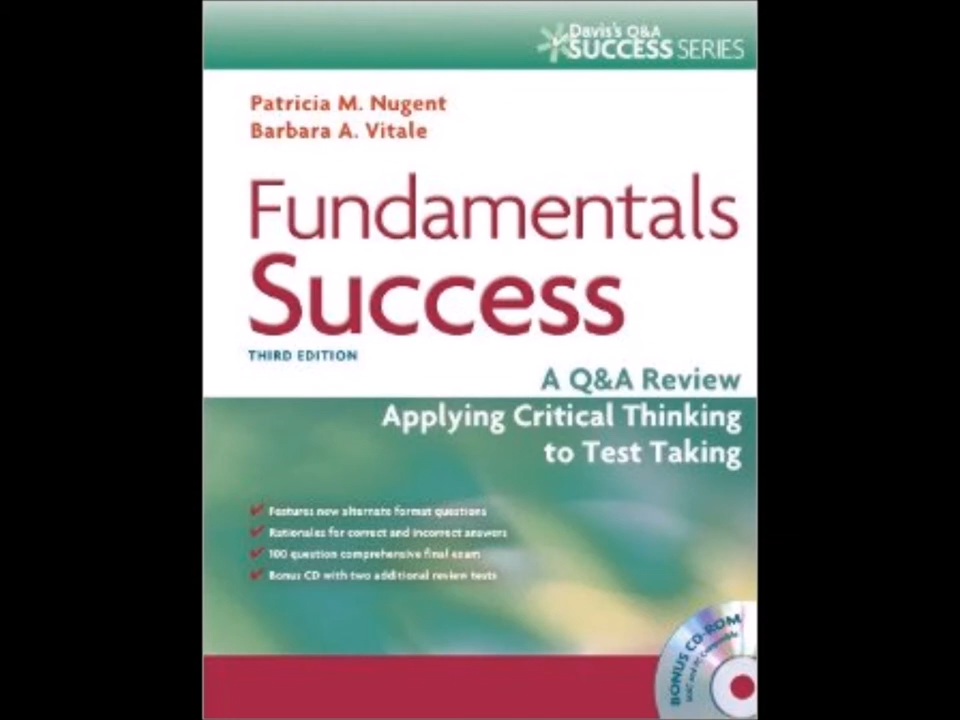 Davis's Q&A
SUCCESS SERIES
Patricia M. Nugent
Barbara A. Vitale
Fundamentals
Success
THIRD EDITION
A Q&A Review
Applying Critical Thinking
to Test Taking
✔ Features new alternate format questions
✔ Rationales for correct and incorrect answers
✔ 100 question comprehensive final exam
✔ Bonus CD with two additional review tests
BONUS CD-ROM